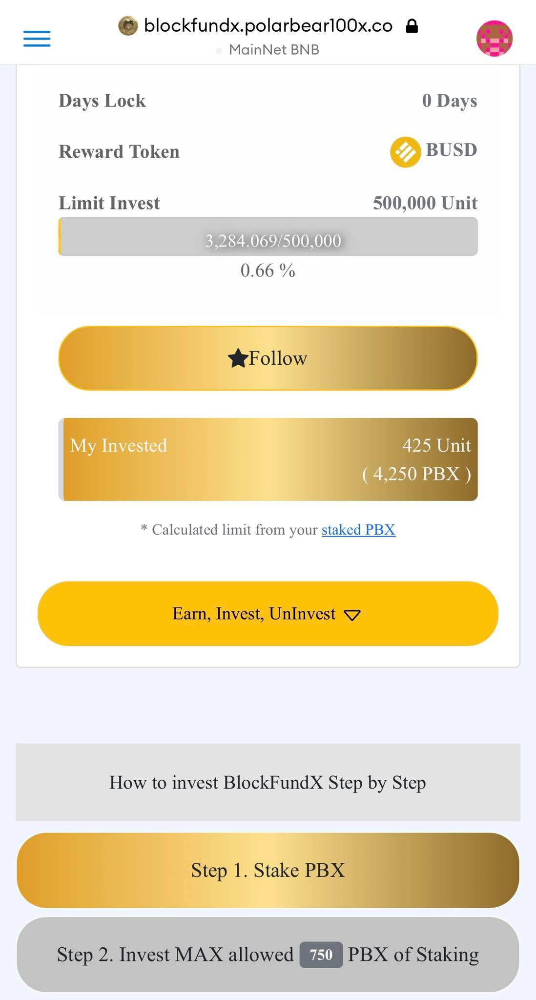 blockfundx.polarbear100x.co
MainNet BNB
Days Lock 0 Days
Reward Token BUSD
Limit Invest 500,000 Unit
3,284.069/500,000
0.66 %
Follow
My Invested 425 Unit
( 4,250 PBX )
* Calculated limit from your staked PBX
Earn, Invest, UnInvest
How to invest BlockFundX Step by Step
Step 1. Stake PBX
Step 2. Invest MAX allowed 750 PBX of Staking